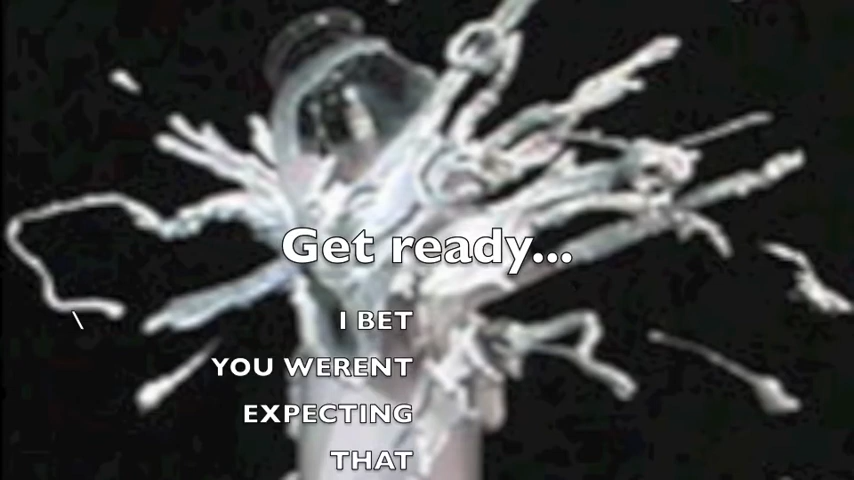 Get ready...
\
I BET
YOU WERENT
EXPECTING
THAT